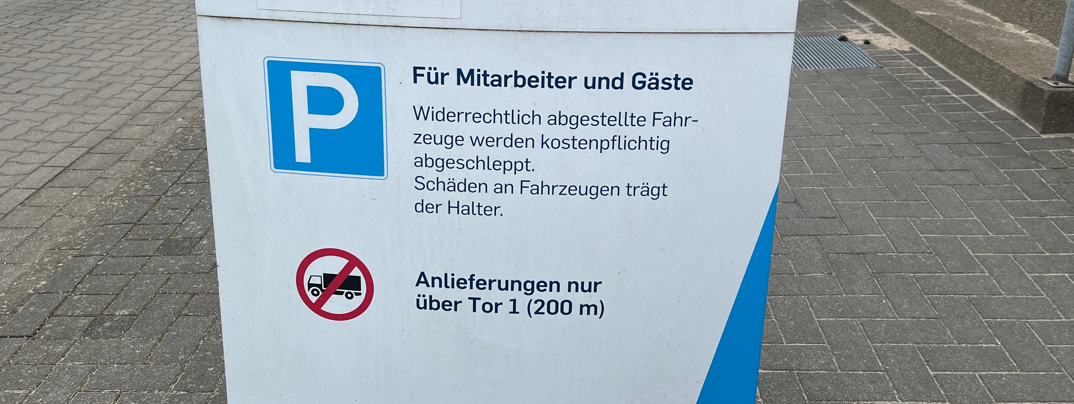 P
Für Mitarbeiter und Gäste
Widerrechtlich abgestellte Fahr-
zeuge werden kostenpflichtig
abgeschleppt.
Schäden an Fahrzeugen trägt
der Halter.
Anlieferungen nur
über Tor 1 (200 m)